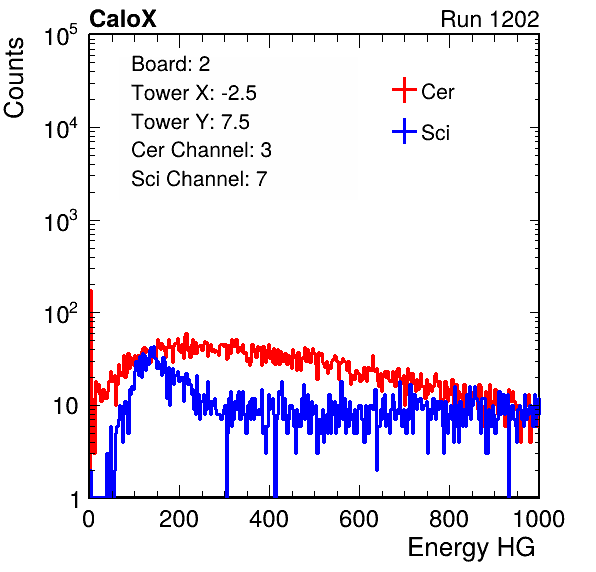 CaloX Run 1202
Counts
Board: 2
Tower X: -2.5
Tower Y: 7.5
Cer Channel: 3
Sci Channel: 7
Cer
Sci
10^5
10^4
10^3
10^2
10
1
0 200 400 600 800 1000
Energy HG